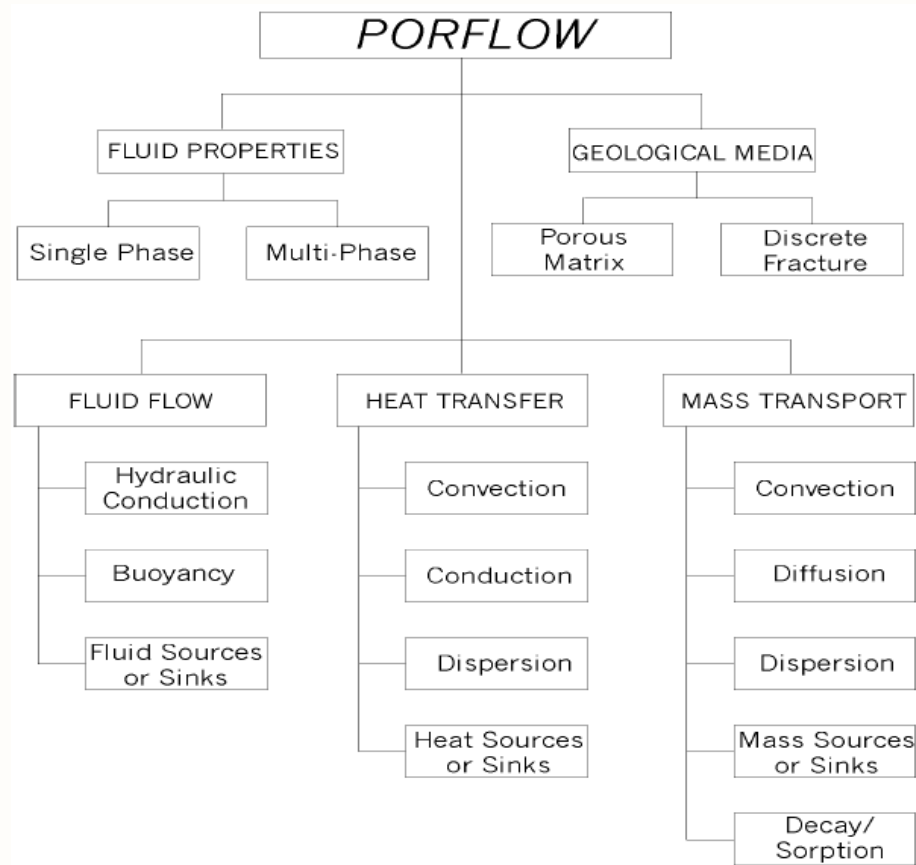 PORFLOW
FLUID PROPERTIES
GEOLOGICAL MEDIA
Single Phase
Multi-Phase
Porous
Matrix
Discrete
Fracture
FLUID FLOW
HEAT TRANSFER
MASS TRANSPORT
Hydraulic
Conduction
Buoyancy
Fluid Sources
or Sinks
Convection
Conduction
Dispersion
Heat Sources
or Sinks
Convection
Diffusion
Dispersion
Mass Sources
or Sinks
Decay/
Sorption